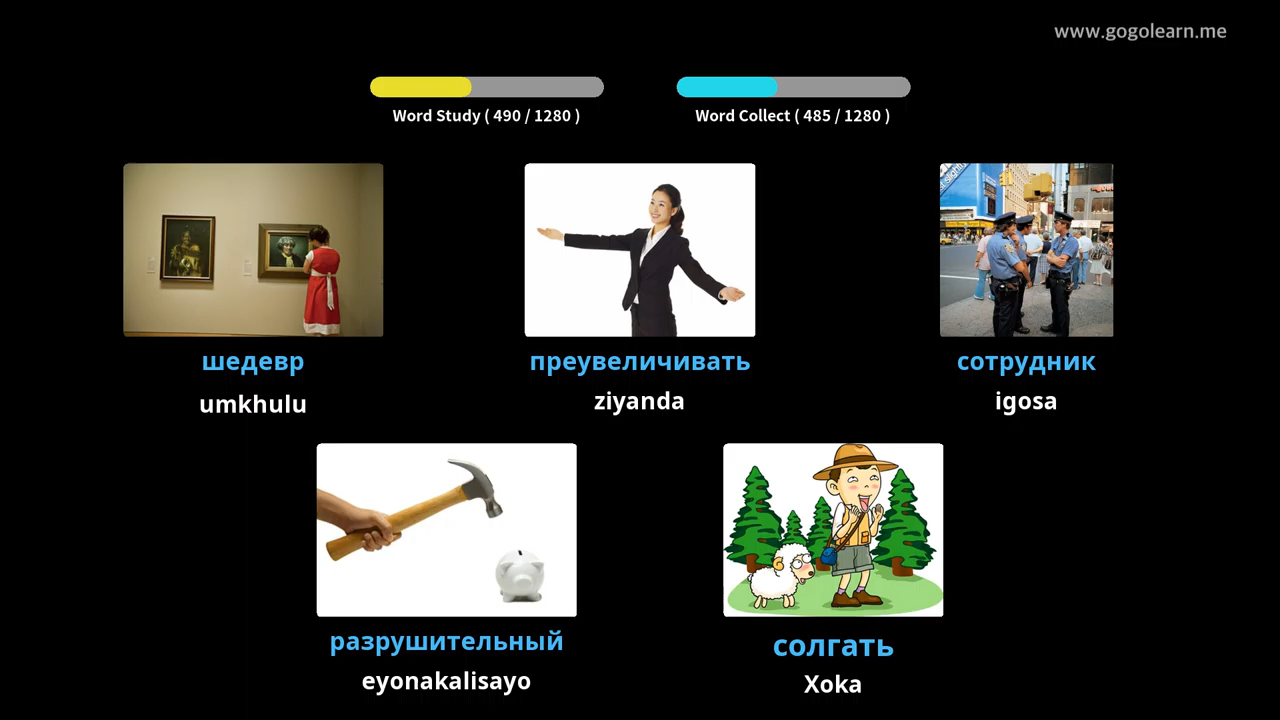 www.gogolearn.me
Word Study ( 490 / 1280 )
Word Collect ( 485 / 1280 )
шедевр
преувеличивать
сотрудник
umkhulu
ziyanda
igosa
разрушительный
солгать
eyonakalisayo
Xoka